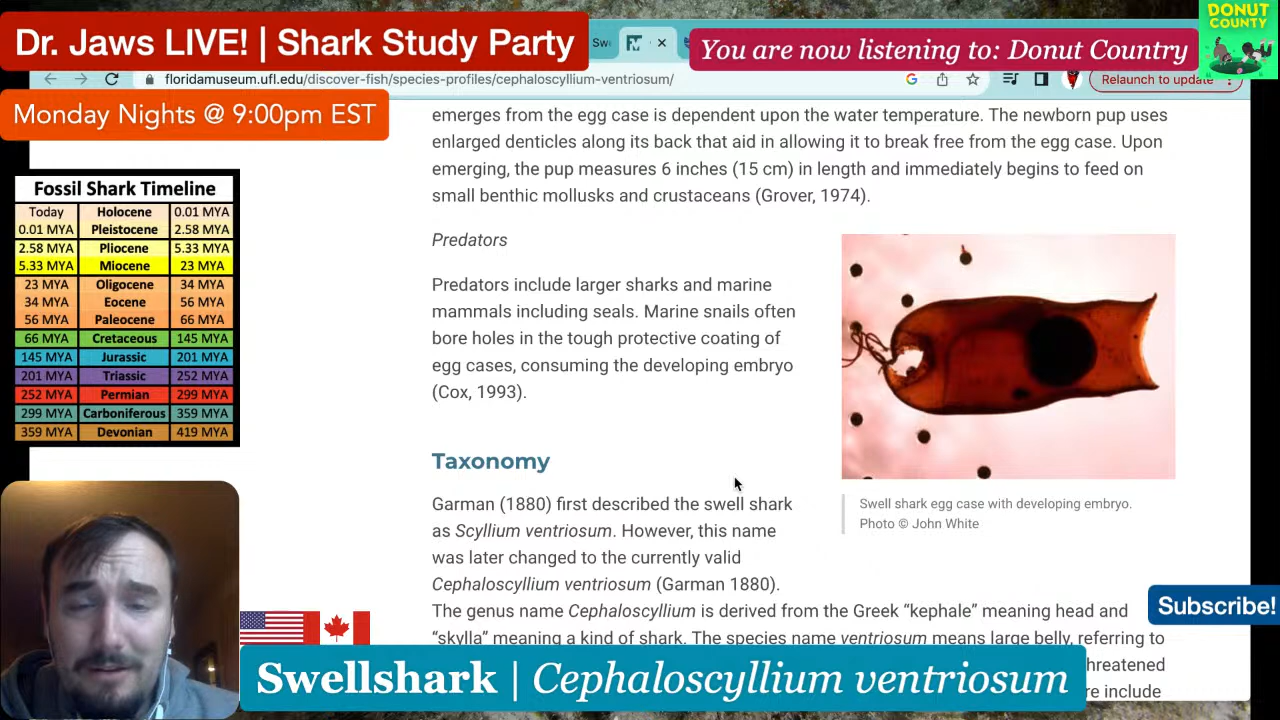 DONUT
COUNTY
Dr. Jaws LIVE! | Shark Study Party
Swe
You are now listening to: Donut Country
floridamuseum.ufl.edu/discover-fish/species-profiles/cephaloscyllium-ventriosum/
Relaunch to update
Monday Nights @ 9:00pm EST
emerges from the egg case is dependent upon the water temperature. The newborn pup uses
enlarged denticles along its back that aid in allowing it to break free from the egg case. Upon
emerging, the pup measures 6 inches (15 cm) in length and immediately begins to feed on
small benthic mollusks and crustaceans (Grover, 1974).
Fossil Shark Timeline
Today Holocene 0.01 MYA
0.01 MYA Pleistocene 2.58 MYA
2.58 MYA Pliocene 5.33 MYA
5.33 MYA Miocene 23 MYA
23 MYA Oligocene 34 MYA
34 MYA Eocene 56 MYA
56 MYA Paleocene 66 MYA
66 MYA Cretaceous 145 MYA
145 MYA Jurassic 201 MYA
201 MYA Triassic 252 MYA
252 MYA Permian 299 MYA
299 MYA Carboniferous 359 MYA
359 MYA Devonian 419 MYA
Predators
Predators include larger sharks and marine
mammals including seals. Marine snails often
bore holes in the tough protective coating of
egg cases, consuming the developing embryo
(Cox, 1993).
Taxonomy
Garman (1880) first described the swell shark
as Scyllium ventriosum. However, this name
was later changed to the currently valid
Cephaloscyllium ventriosum (Garman 1880).
The genus name Cephaloscyllium is derived from the Greek “kephale” meaning head and
“skylla” meaning a kind of shark. The species name ventriosum means large belly, referring to
hreatened
re include
Swell shark egg case with developing embryo.
Photo © John White
Subscribe!
Swellshark | Cephaloscyllium ventriosum